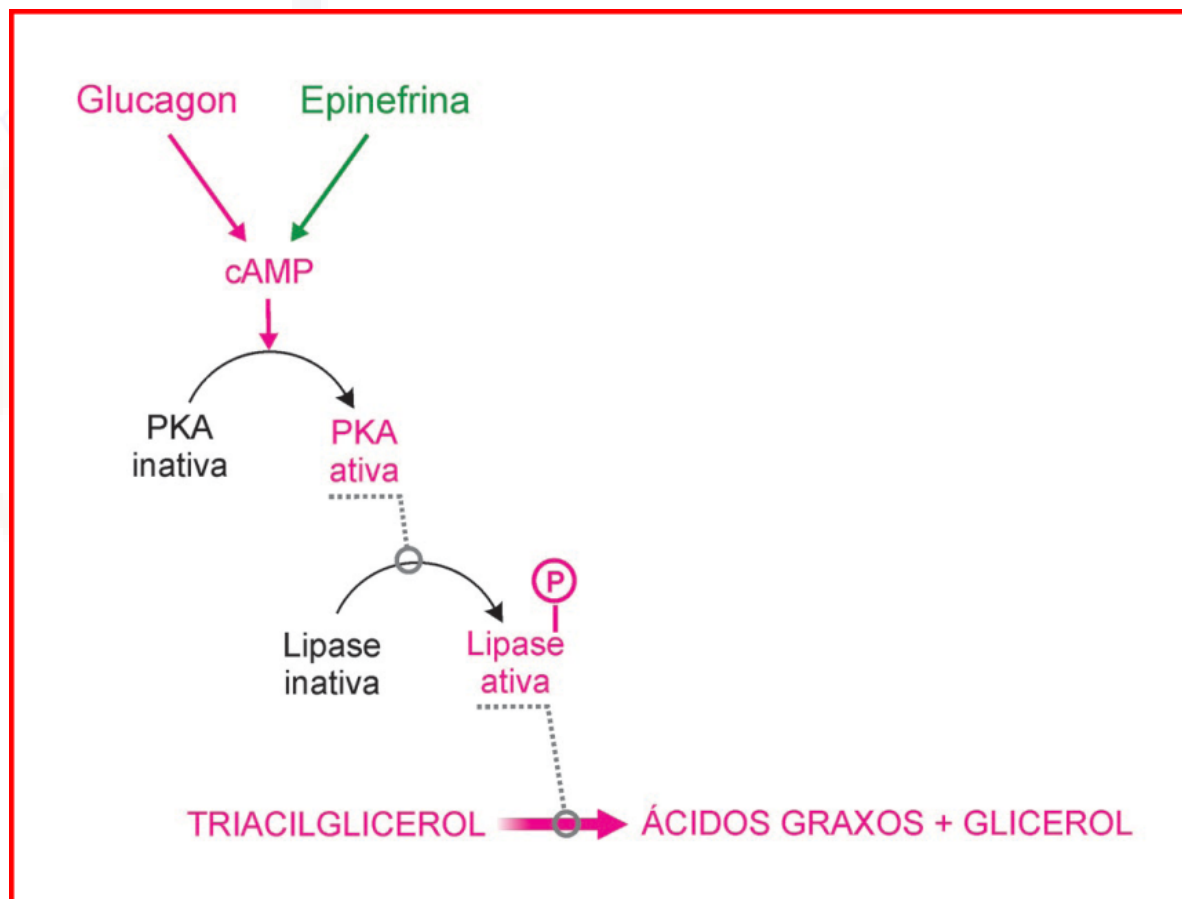 Glucagon Epinefrina
cAMP
PKA
inativa
PKA
ativa
P
Lipase
inativa
Lipase
ativa
TRIACILGLICEROL ÁCIDOS GRAXOS + GLICEROL